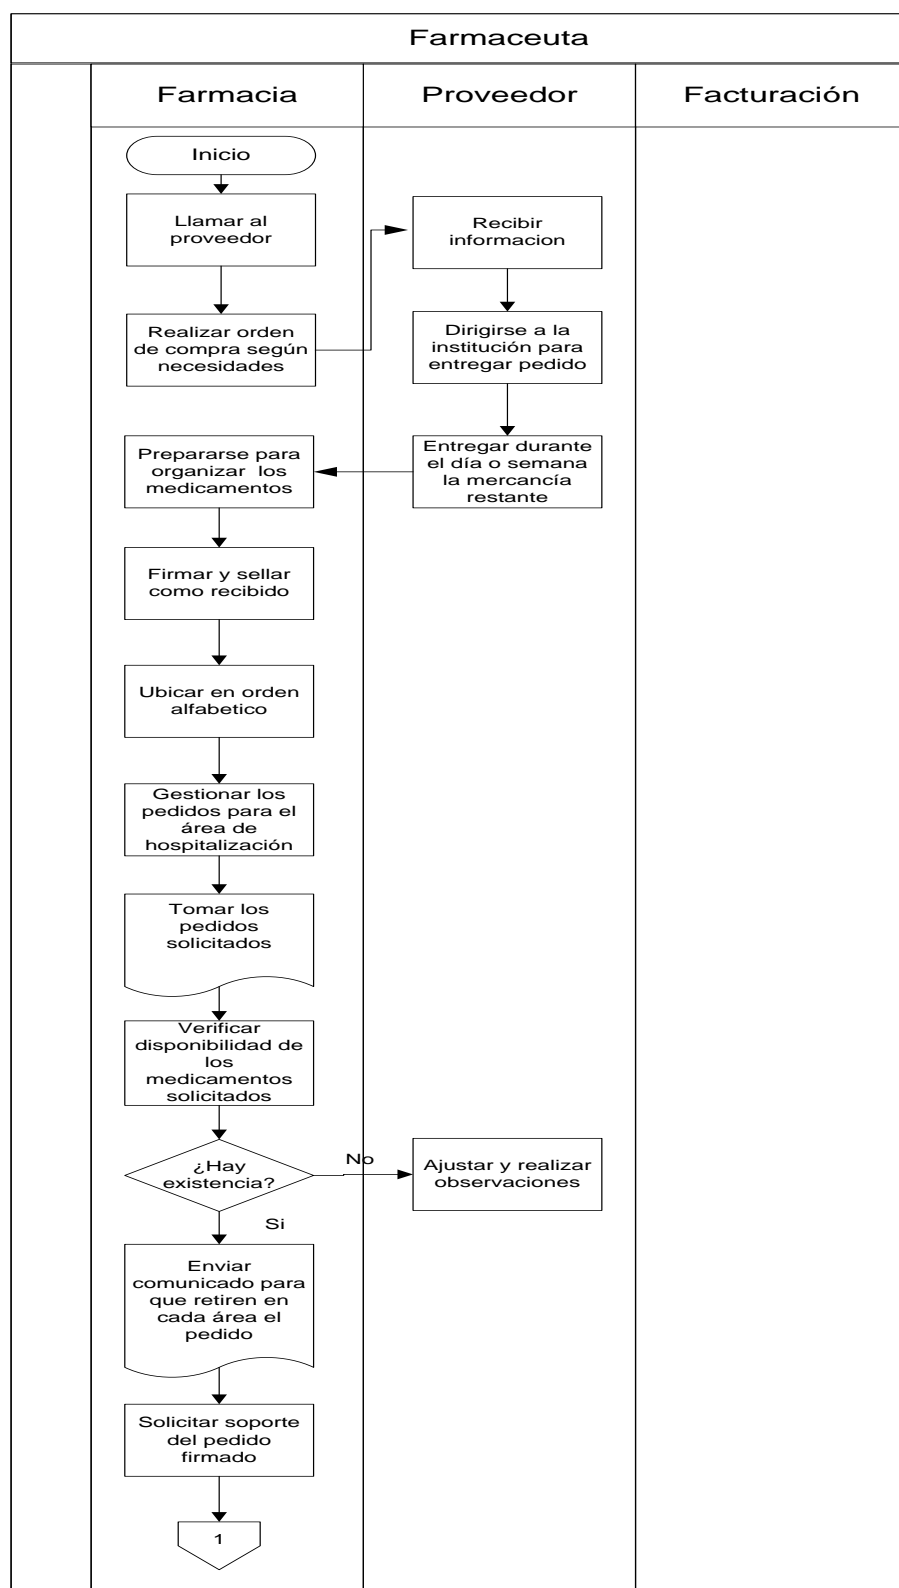 Farmaceuta
Farmacia
Proveedor
Facturación
Inicio
Llamar al
proveedor
Realizar orden
de compra según
necesidades
Recibir
informacion
Dirigirse a la
institución para
entregar pedido
Entregar durante
el día o semana
la mercancía
restante
Prepararse para
organizar los
medicamentos
Firmar y sellar
como recibido
Ubicar en orden
alfabetico
Gestionar los
pedidos para el
área de
hospitalización
Tomar los
pedidos
solicitados
Verificar
disponibilidad de
los
medicamentos
solicitados
¿Hay
existencia?
No
Ajustar y realizar
observaciones
Si
Enviar
comunicado para
que retiren en
cada área el
pedido
Solicitar soporte
del pedido
firmado
1